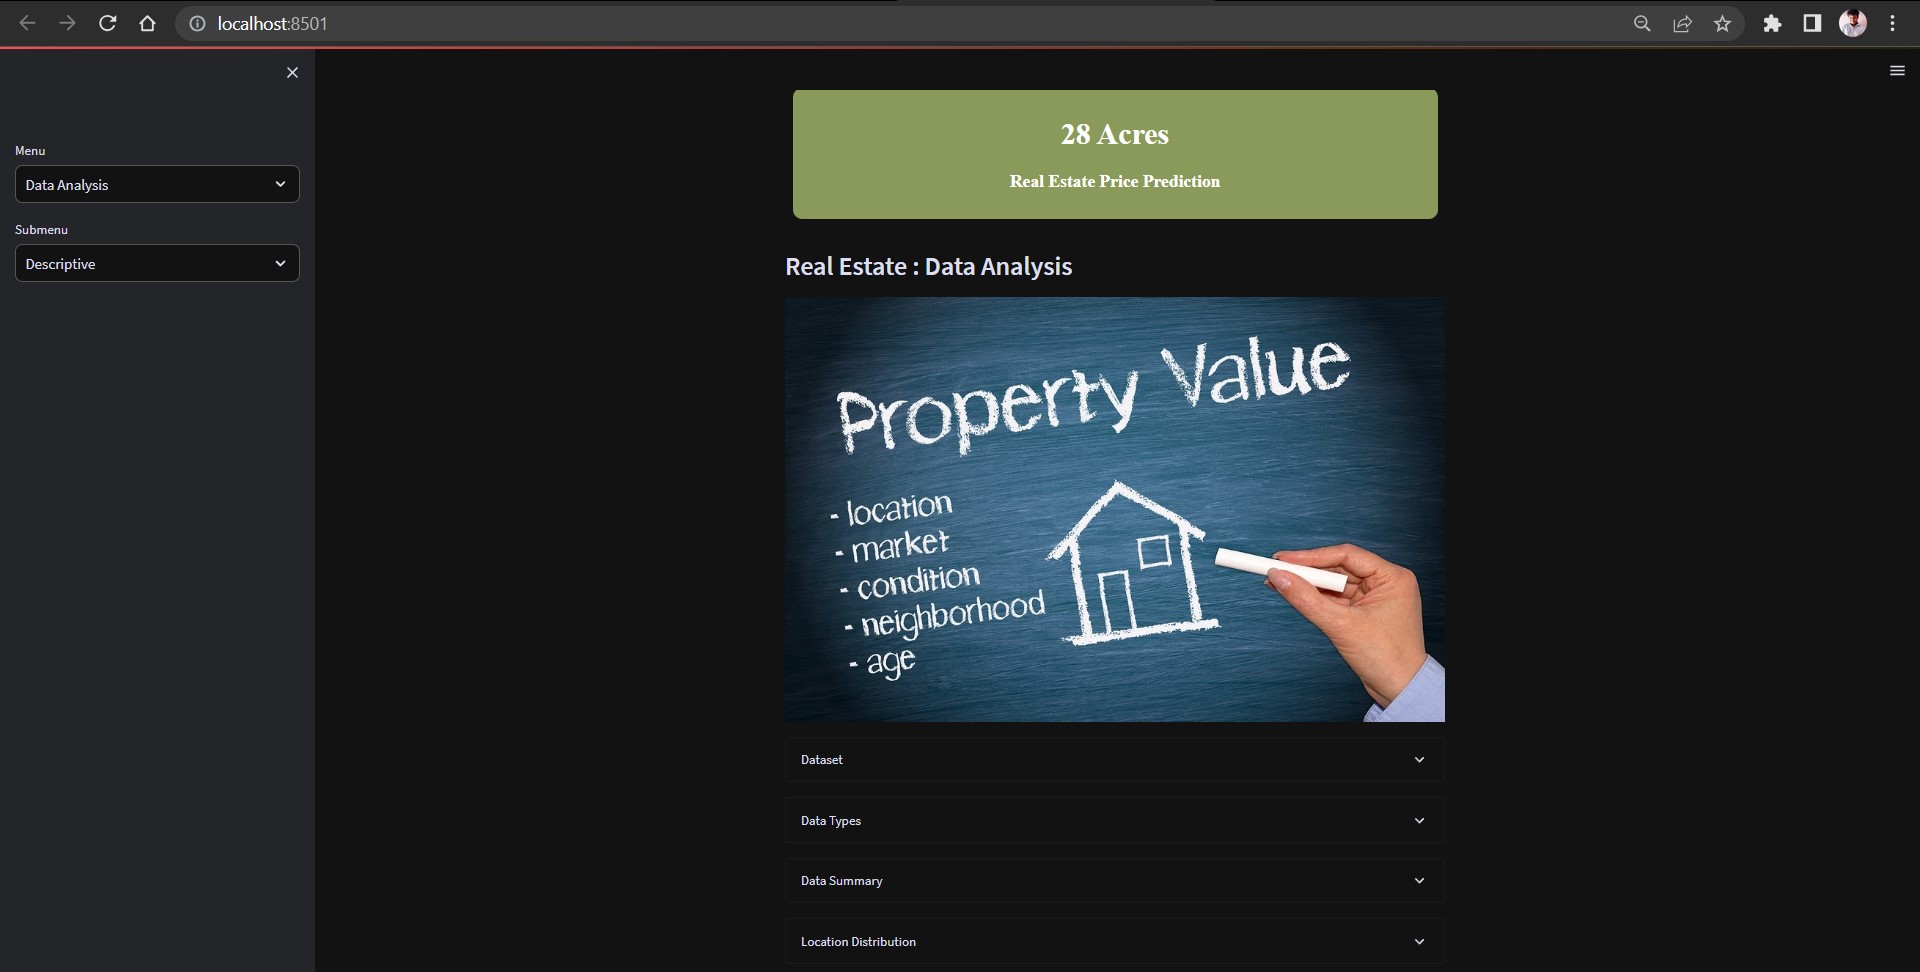 localhost:8501
Menu
Data Analysis
Submenu
Descriptive
28 Acres
Real Estate Price Prediction
Real Estate : Data Analysis
Property Value
- location
- market
- condition
- neighborhood
- age
Dataset
Data Types
Data Summary
Location Distribution